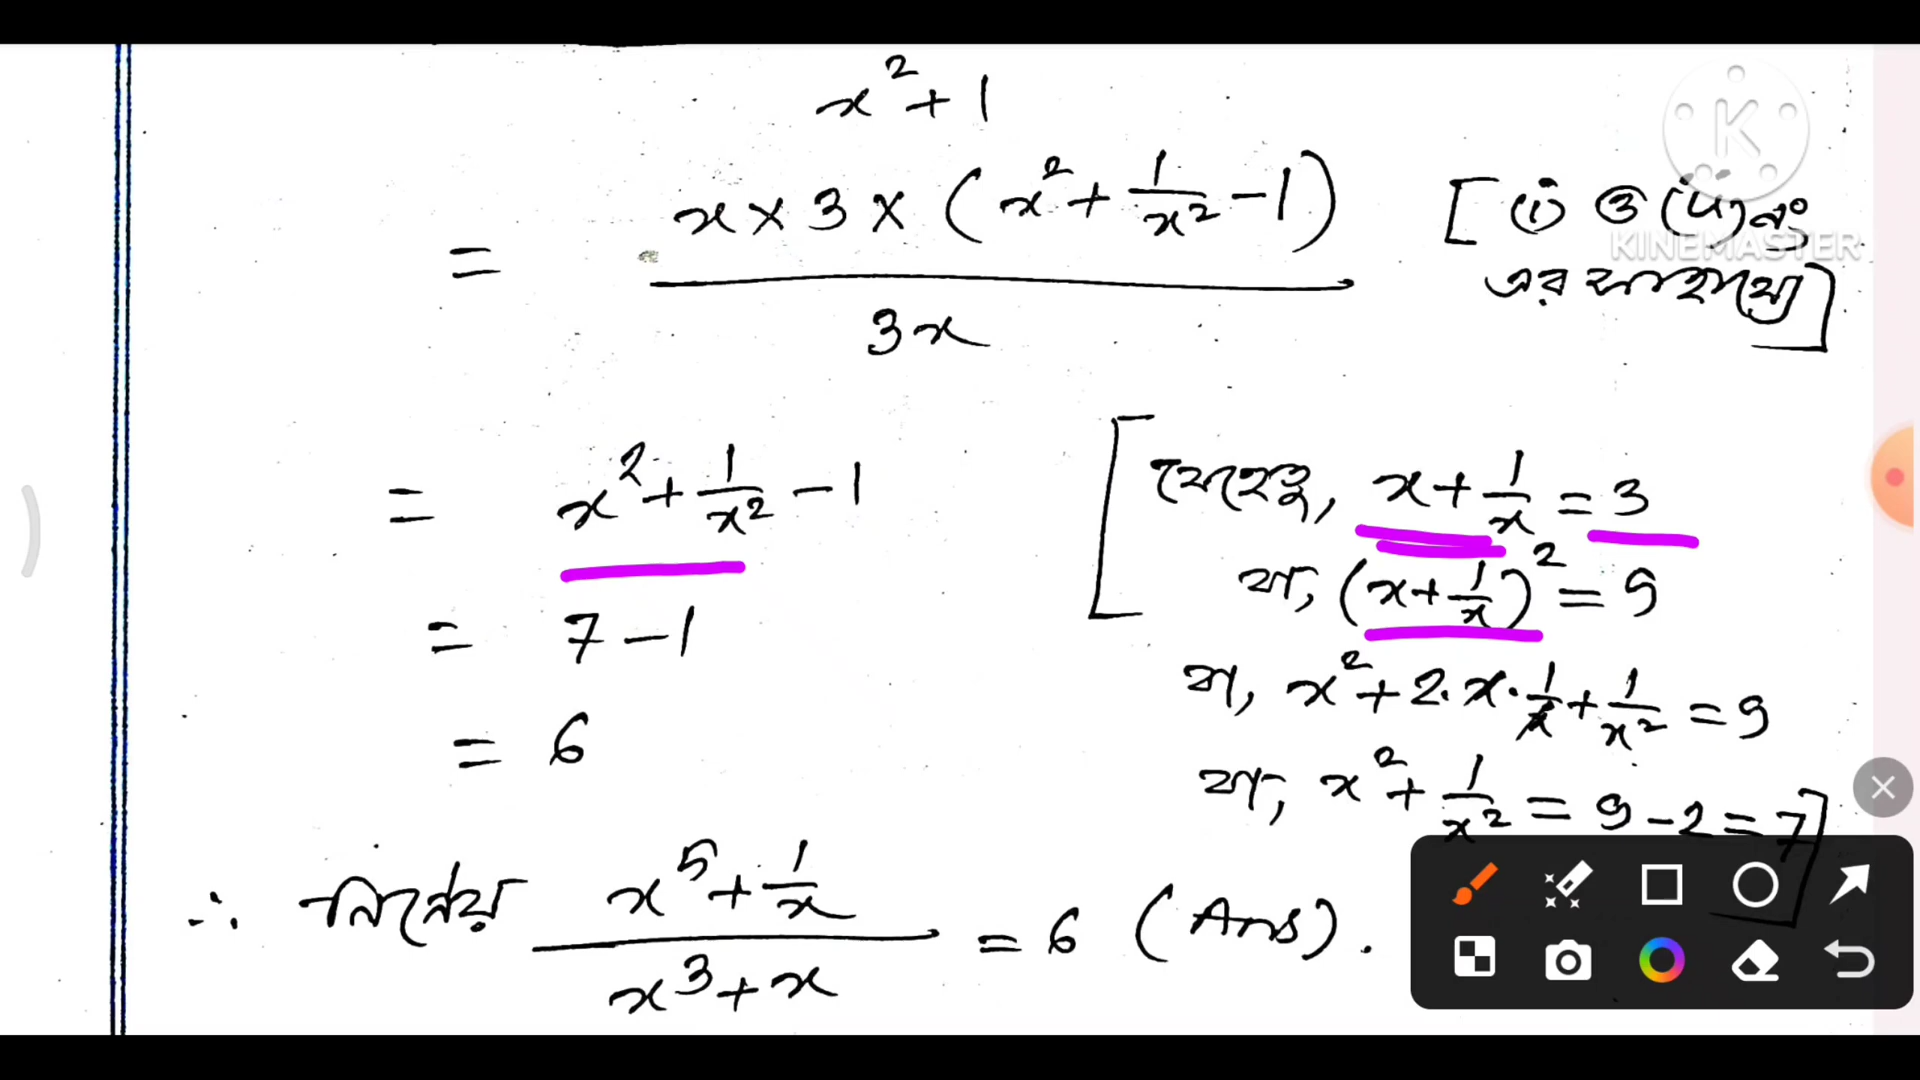 x² + 1
= x × 3 × (x² + 1/x² - 1) / 3x [(i) ও (ii) নং এর সাহায্যে]
KINEMASTER
= x² + 1/x² - 1 [যেহেতু, x + 1/x = 3
বা, (x + 1/x)² = 9
= 7 - 1
বা, x² + 2·x·1/x + 1/x² = 9
= 6
বা, x² + 1/x² = 9 - 2 = 7]
∴ নির্ণেয় (x⁵ + 1/x) / (x³ + x) = 6 (Ans).